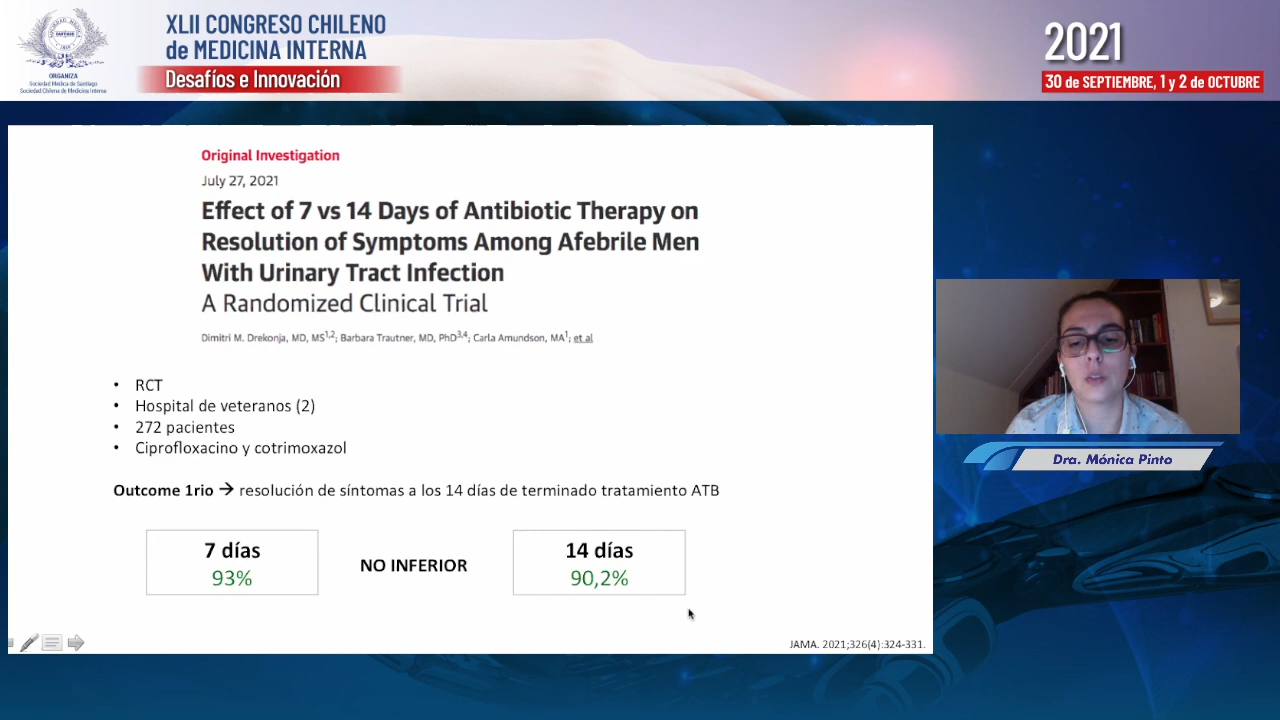 XLII CONGRESO CHILENO
de MEDICINA INTERNA
Desafíos e Innovación
ORGANIZA
Sociedad Médica de Santiago
Sociedad Chilena de Medicina Interna
2021
30 de SEPTIEMBRE, 1 y 2 de OCTUBRE
Original Investigation
July 27, 2021
Effect of 7 vs 14 Days of Antibiotic Therapy on
Resolution of Symptoms Among Afebrile Men
With Urinary Tract Infection
A Randomized Clinical Trial
Dimitri M. Drekonja, MD, MS1,2; Barbara Trautner, MD, PhD3,4; Carla Amundson, MA1; et al
• RCT
• Hospital de veteranos (2)
• 272 pacientes
• Ciprofloxacino y cotrimoxazol
Outcome 1rio → resolución de síntomas a los 14 días de terminado tratamiento ATB
7 días
93%
NO INFERIOR
14 días
90,2%
JAMA. 2021;326(4):324-331.
Dra. Mónica Pinto